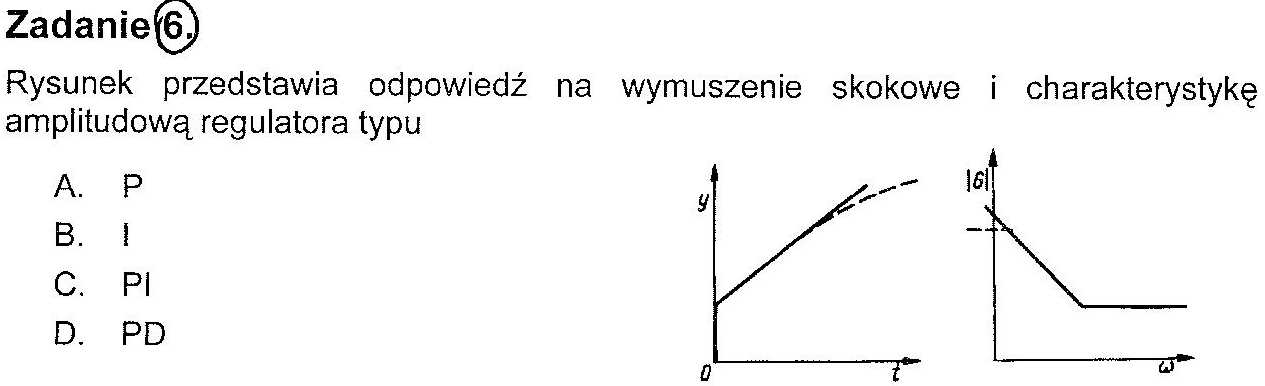 Zadanie 6.
Rysunek przedstawia odpowiedź na wymuszenie skokowe i charakterystykę
amplitudową regulatora typu
A. P
B. I
C. PI
D. PD
y
0
t
|G|
ω